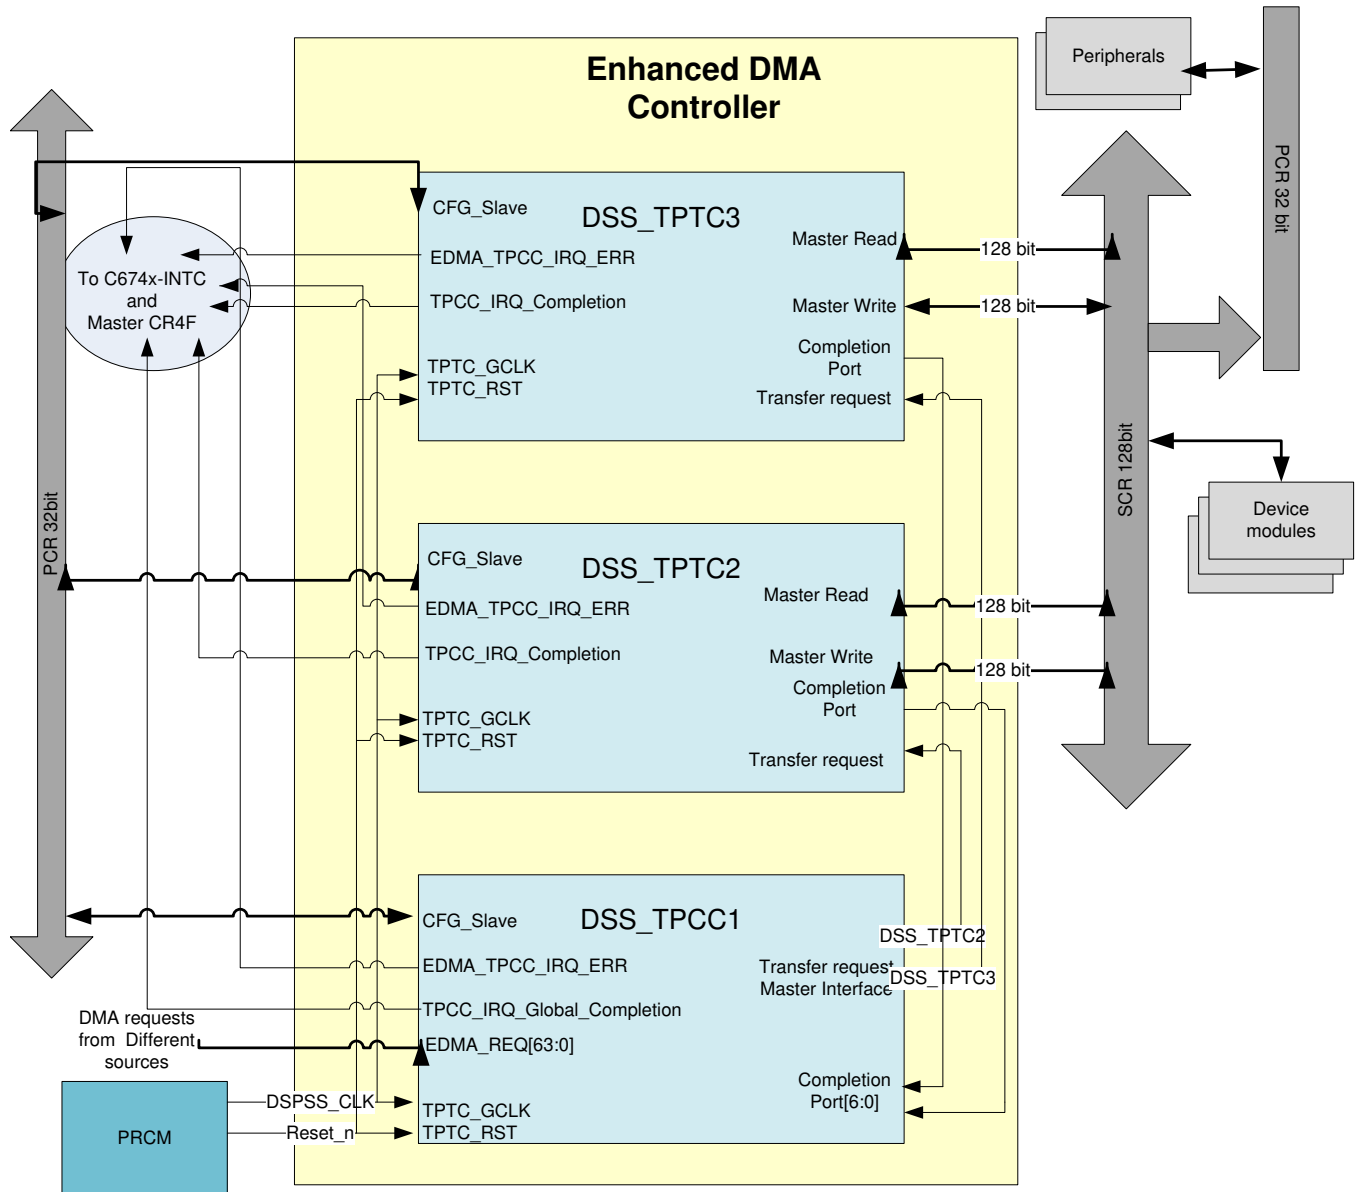 Enhanced DMA
Controller
Peripherals
PCR 32 bit
DSS_TPTC3
CFG_Slave
EDMA_TPCC_IRQ_ERR
TPCC_IRQ_Completion
TPTC_GCLK
TPTC_RST
Master Read
Master Write
Completion
Port
Transfer request
128 bit
128 bit
To C674x-INTC
and
Master CR4F
PCR 32bit
SCR 128bit
Device
modules
DSS_TPTC2
CFG_Slave
EDMA_TPCC_IRQ_ERR
TPCC_IRQ_Completion
TPTC_GCLK
TPTC_RST
Master Read
Master Write
Completion
Port
Transfer request
128 bit
128 bit
DSS_TPCC1
CFG_Slave
EDMA_TPCC_IRQ_ERR
TPCC_IRQ_Global_Completion
EDMA_REQ[63:0]
TPTC_GCLK
TPTC_RST
Transfer request
Master Interface
DSS_TPTC2
DSS_TPTC3
Completion
Port[6:0]
DMA requests
from Different
sources
DSPSS_CLK
Reset_n
PRCM